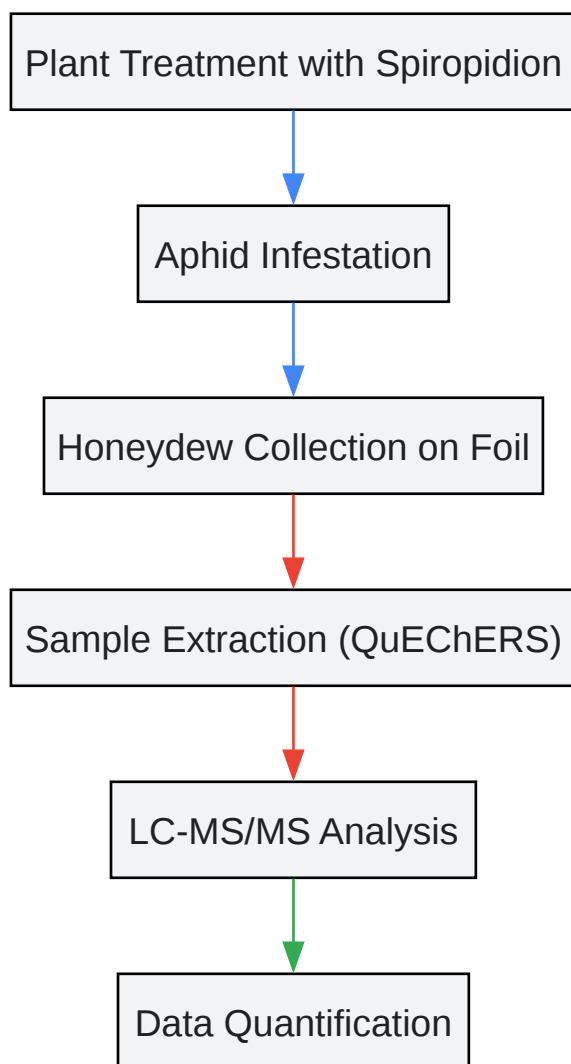 Plant Treatment with Spiropidion
Aphid Infestation
Honeydew Collection on Foil
Sample Extraction (QuEChERS)
LC-MS/MS Analysis
Data Quantification